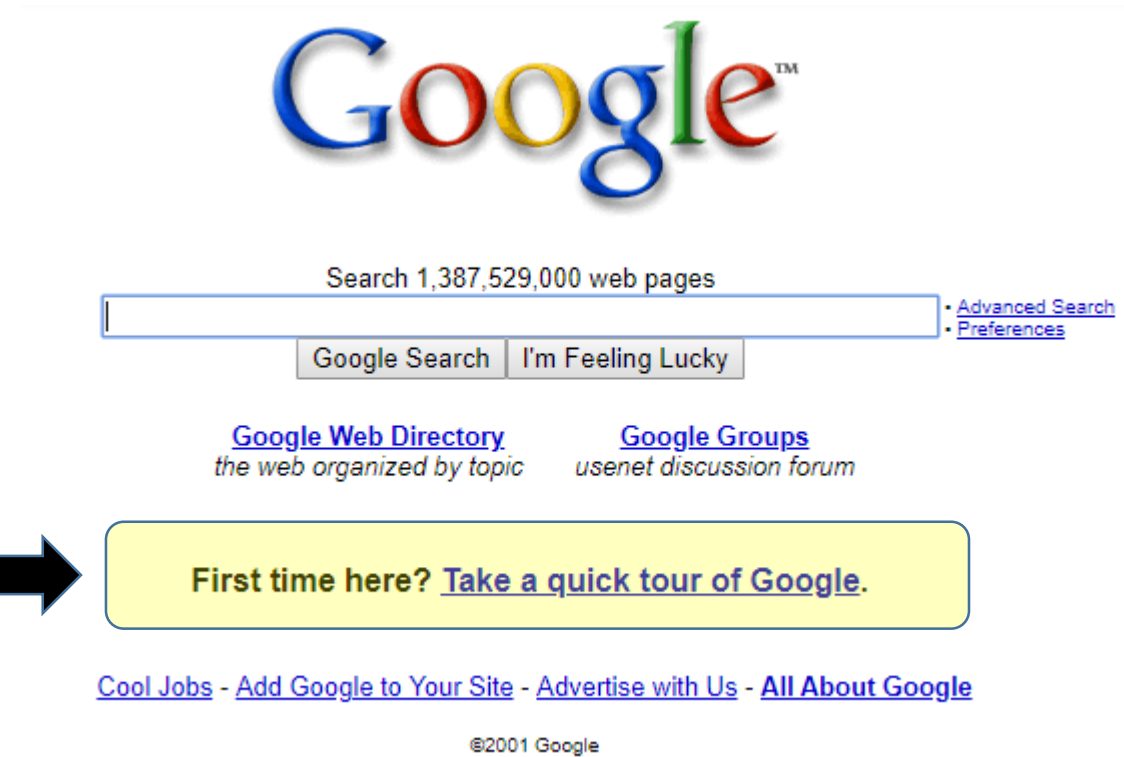 Google™
Search 1,387,529,000 web pages
• Advanced Search
• Preferences
Google Search I'm Feeling Lucky
Google Web Directory Google Groups
the web organized by topic usenet discussion forum
First time here? Take a quick tour of Google.
Cool Jobs - Add Google to Your Site - Advertise with Us - All About Google
©2001 Google